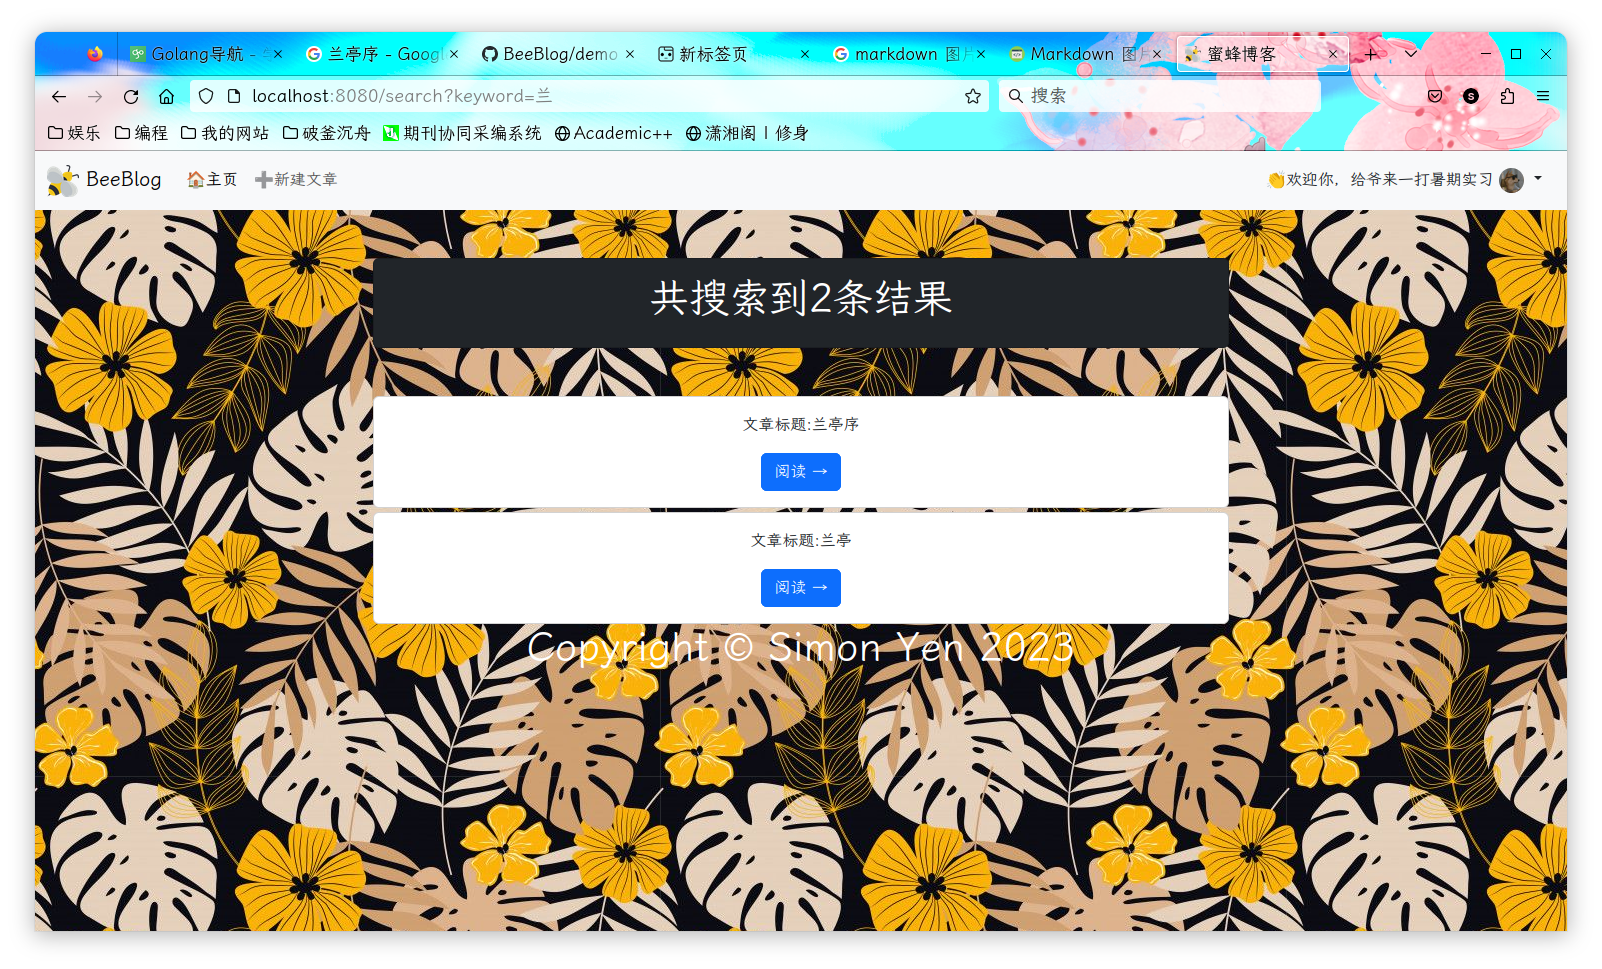 Golang导航 -
兰亭序 - Googl
BeeBlog/demo
新标签页
markdown 图片
Markdown 图片
蜜蜂博客
localhost:8080/search?keyword=兰
搜索
S
娱乐
编程
我的网站
破釜沉舟
期刊协同采编系统
Academic++
潇湘阁丨修身
BeeBlog
🏠主页
➕新建文章
👏欢迎你，给爷来一打暑期实习
共搜索到2条结果
文章标题:兰亭序
阅读 →
文章标题:兰亭
阅读 →
Copyright © Simon Yen 2023